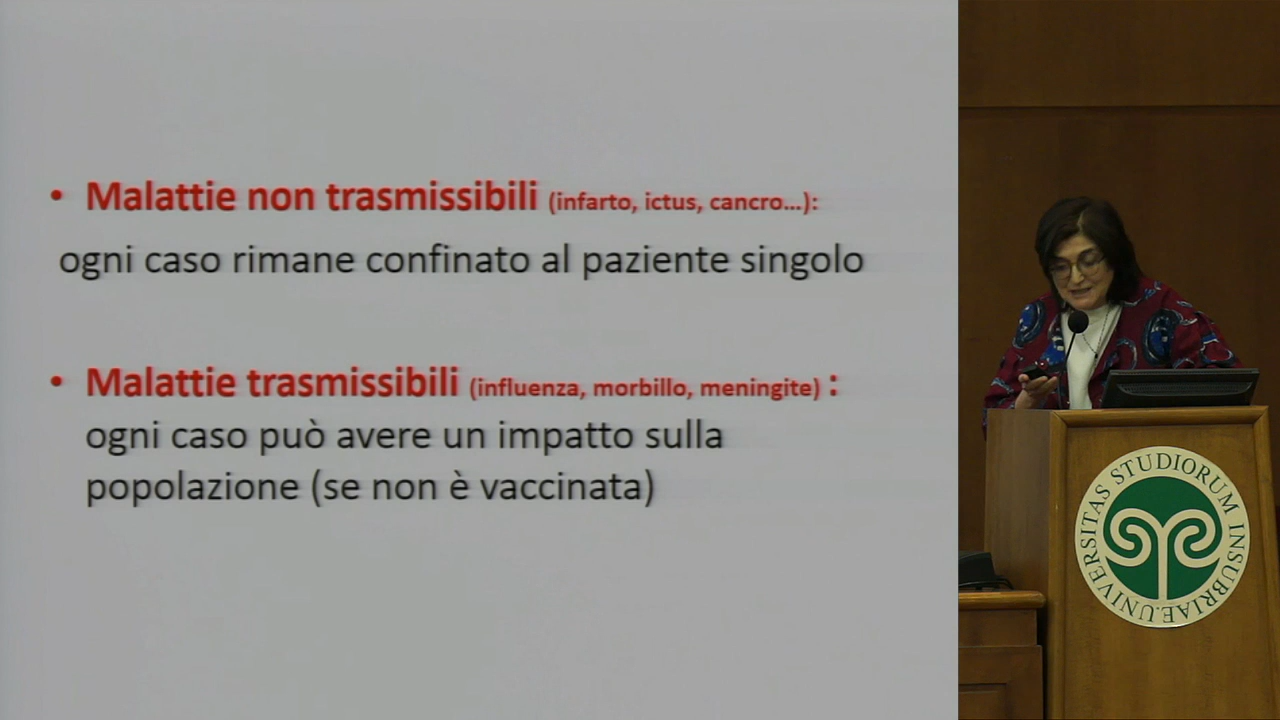 • Malattie non trasmissibili (infarto, ictus, cancro...):
ogni caso rimane confinato al paziente singolo
• Malattie trasmissibili (influenza, morbillo, meningite) :
ogni caso può avere un impatto sulla
popolazione (se non è vaccinata)
UNIVERSITAS STUDIORUM INSUBRIAE